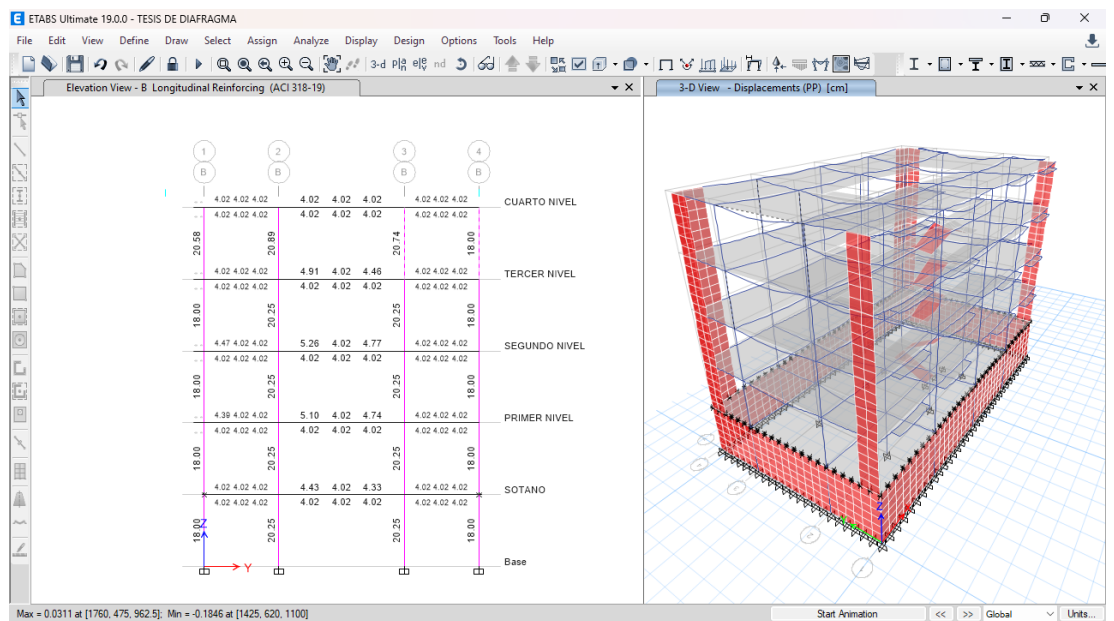 ETABS Ultimate 19.0.0 - TESIS DE DIAFRAGMA
File Edit View Define Draw Select Assign Analyze Display Design Options Tools Help
3-d
nd
Elevation View - B Longitudinal Reinforcing (ACI 318-19)
3-D View - Displacements (PP) [cm]
1 2 3 4
B B B B
4.02 4.02 4.02 4.02 4.02 4.02 4.02 4.02 4.02 CUARTO NIVEL
4.02 4.02 4.02 4.02 4.02 4.02 4.02 4.02 4.02
20.58 20.89 20.74 18.00
4.02 4.02 4.02 4.91 4.02 4.46 4.02 4.02 4.02 TERCER NIVEL
4.02 4.02 4.02 4.02 4.02 4.02 4.02 4.02 4.02
18.00 20.25 20.25 18.00
4.47 4.02 4.02 5.26 4.02 4.77 4.02 4.02 4.02 SEGUNDO NIVEL
4.02 4.02 4.02 4.02 4.02 4.02 4.02 4.02 4.02
18.00 20.25 20.25 18.00
4.39 4.02 4.02 5.10 4.02 4.74 4.02 4.02 4.02 PRIMER NIVEL
4.02 4.02 4.02 4.02 4.02 4.02 4.02 4.02 4.02
18.00 20.25 20.25 18.00
4.02 4.02 4.02 4.43 4.02 4.33 4.02 4.02 4.02 SOTANO
4.02 4.02 4.02 4.02 4.02 4.02 4.02 4.02 4.02
18.00 20.25 20.25 18.00
Z
Y
Base
Z
Max = 0.0311 at [1760, 475, 962.5]; Min = -0.1846 at [1425, 620, 1100]
Start Animation << >> Global Units...